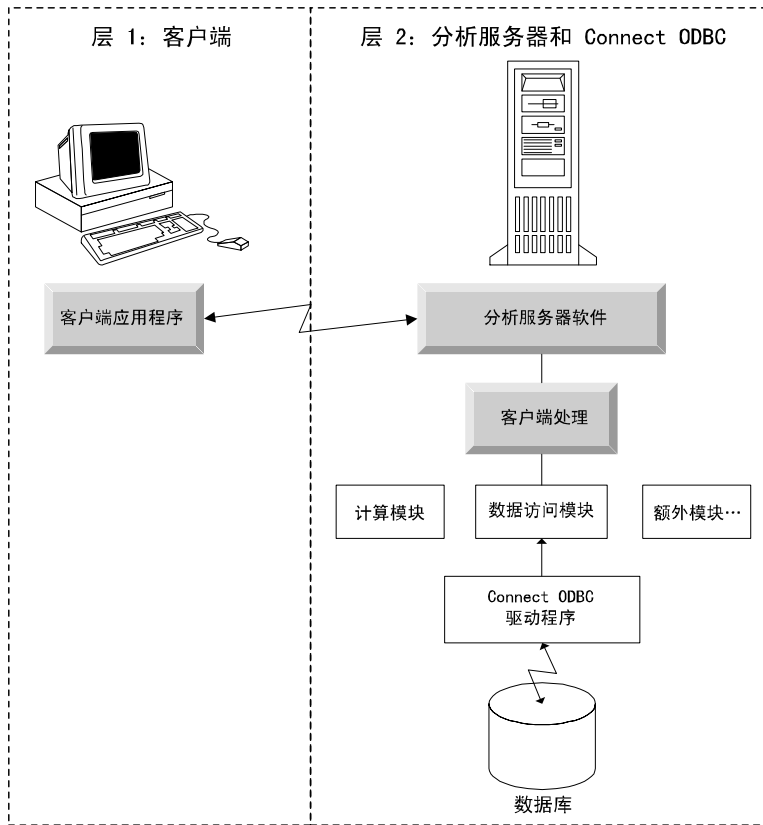 层 1：客户端
层 2：分析服务器和 Connect ODBC
客户端应用程序
分析服务器软件
客户端处理
计算模块
数据访问模块
额外模块…
Connect ODBC
驱动程序
数据库